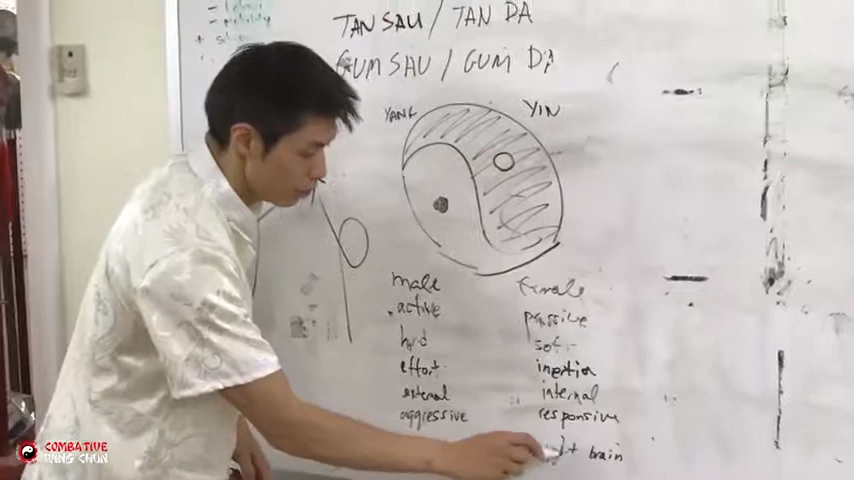 TAN SAU / TAN DA
GUM SAU / GUM DA
YANG YIN
male female
active passive
hard soft
effort inertion
external internal
aggressive responsive
brain
COMBATIVE
WING CHUN